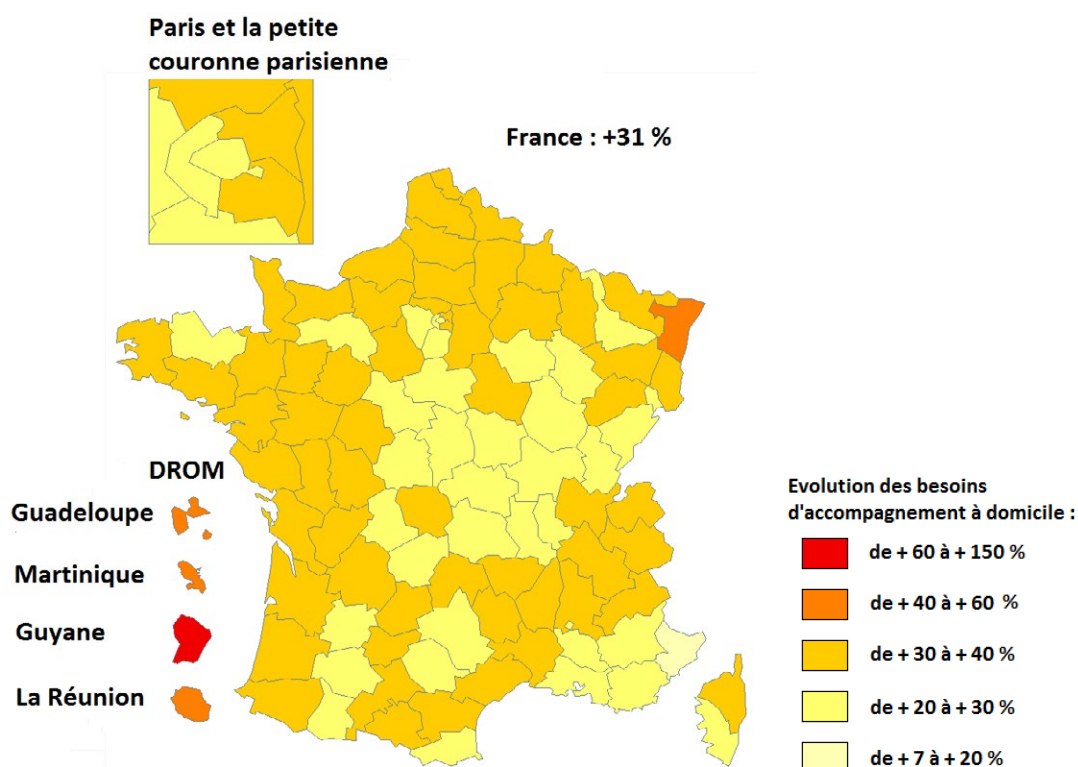 Paris et la petite
couronne parisienne
France : +31 %
DROM
Guadeloupe
Martinique
Guyane
La Réunion
Evolution des besoins
d'accompagnement à domicile :
de + 60 à + 150 %
de + 40 à + 60 %
de + 30 à + 40 %
de + 20 à + 30 %
de + 7 à + 20 %